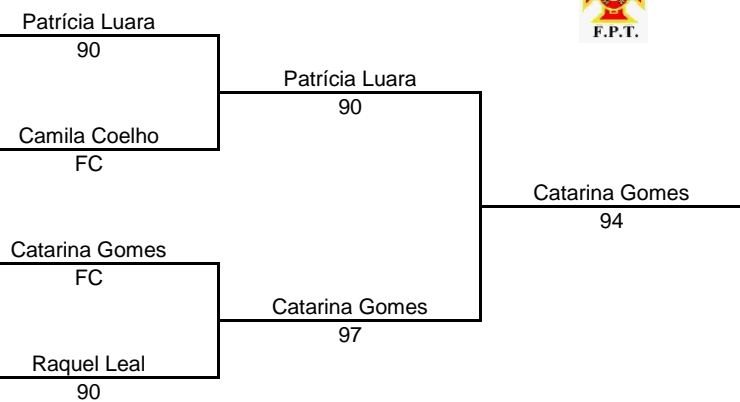 Patrícia Luara
90
F.P.T.
Patrícia Luara
90
Camila Coelho
FC
Catarina Gomes
94
Catarina Gomes
FC
Catarina Gomes
97
Raquel Leal
90